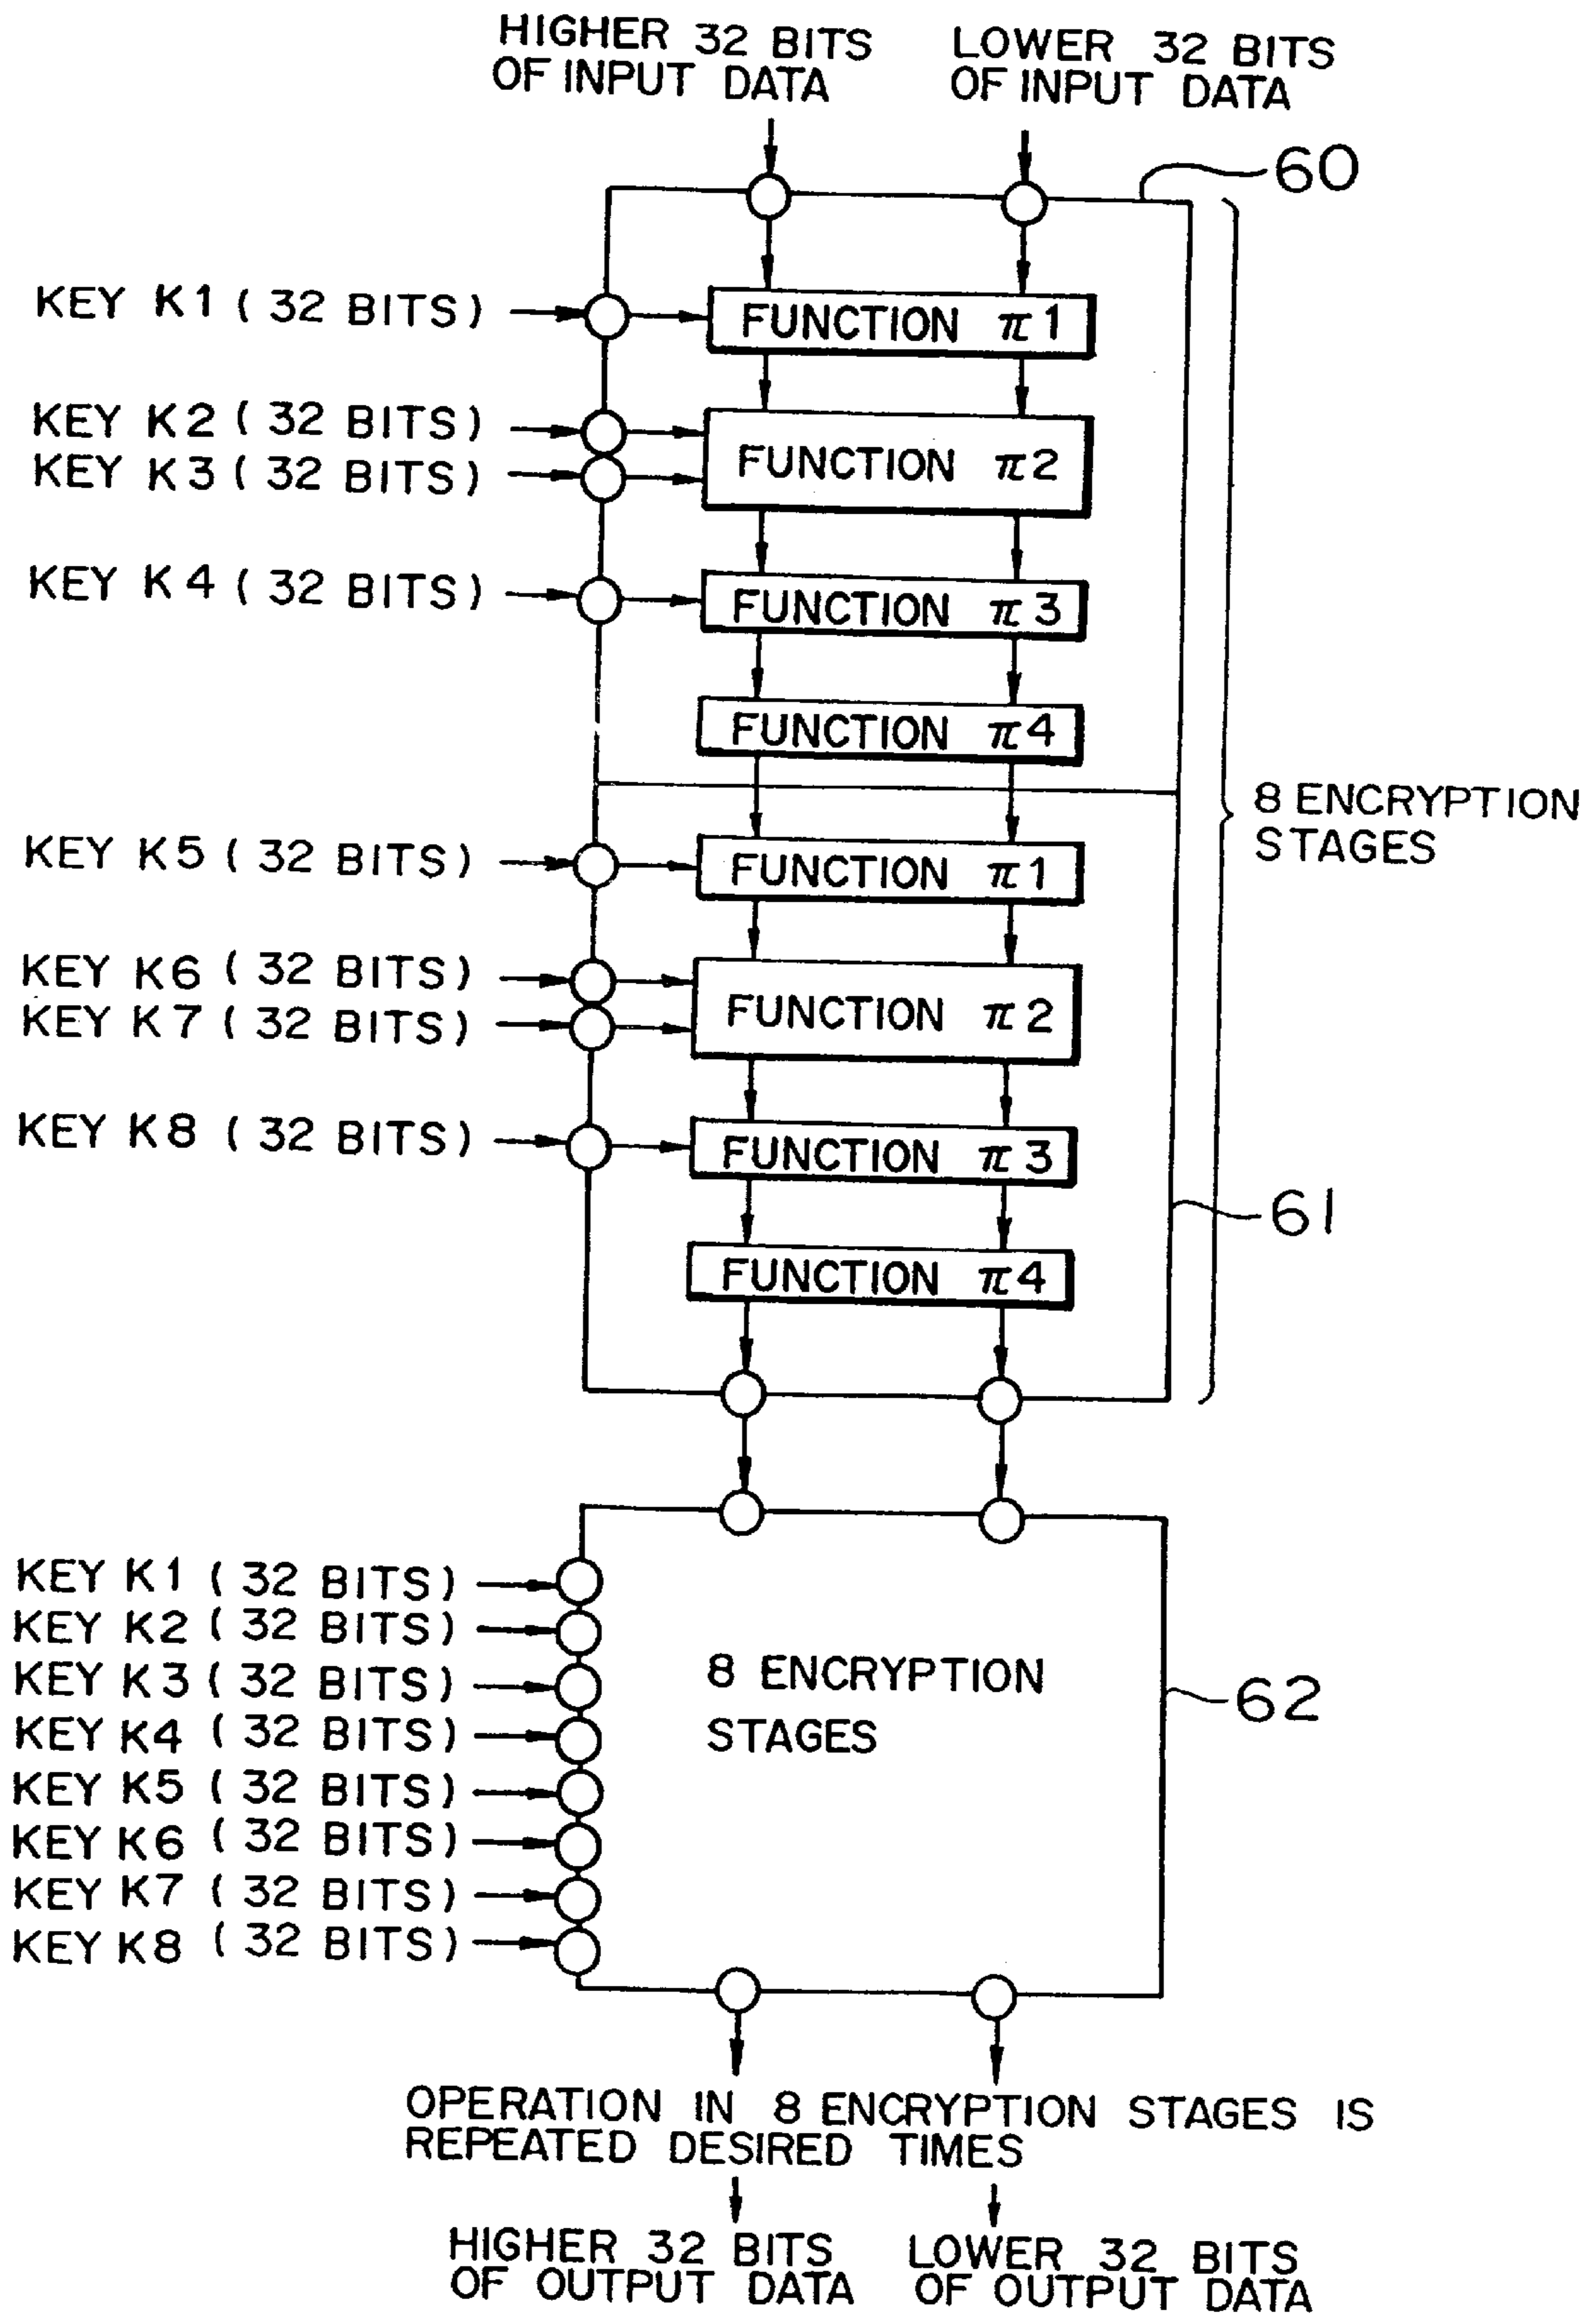 HIGHER 32 BITS
OF INPUT DATA
LOWER 32 BITS
OF INPUT DATA
60
KEY K1 (32 BITS)
FUNCTION π1
KEY K2 (32 BITS)
KEY K3 (32 BITS)
FUNCTION π2
KEY K4 (32 BITS)
FUNCTION π3
FUNCTION π4
8 ENCRYPTION
STAGES
KEY K5 (32 BITS)
FUNCTION π1
KEY K6 (32 BITS)
KEY K7 (32 BITS)
FUNCTION π2
KEY K8 (32 BITS)
FUNCTION π3
61
FUNCTION π4
KEY K1 (32 BITS)
KEY K2 (32 BITS)
KEY K3 (32 BITS)
KEY K4 (32 BITS)
KEY K5 (32 BITS)
KEY K6 (32 BITS)
KEY K7 (32 BITS)
KEY K8 (32 BITS)
8 ENCRYPTION
STAGES
62
OPERATION IN 8 ENCRYPTION STAGES IS
REPEATED DESIRED TIMES
HIGHER 32 BITS
OF OUTPUT DATA
LOWER 32 BITS
OF OUTPUT DATA